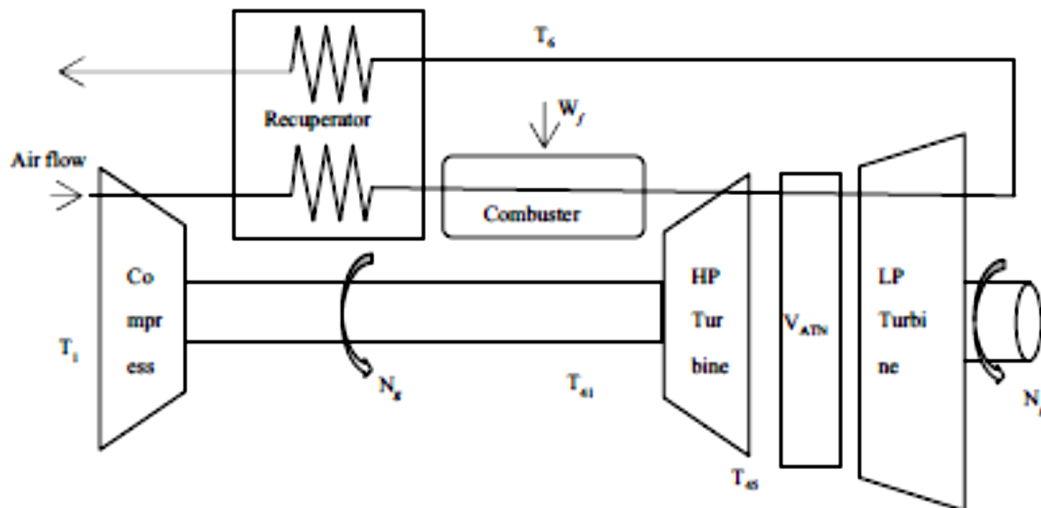 T6
Wf
Recuperator
Air flow
Combuster
Co
mpr
ess
HP
Tur
bine
VATN
LP
Turbi
ne
T1
Ng
T41
T45